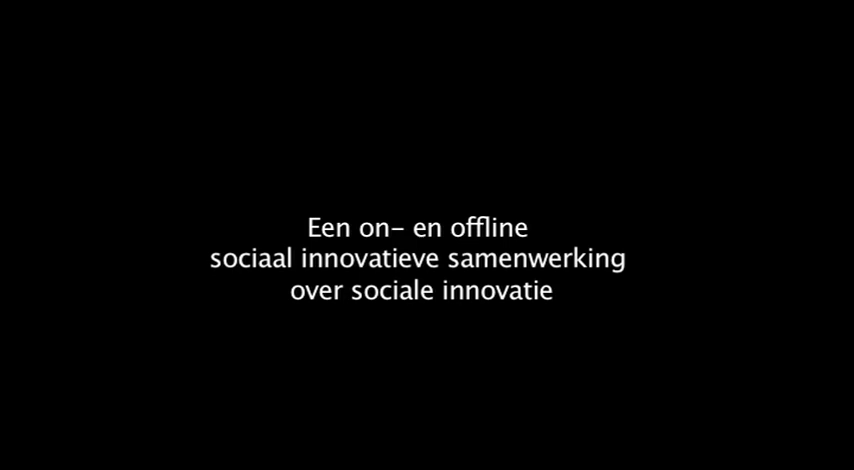 Een on- en offline
sociaal innovatieve samenwerking
over sociale innovatie